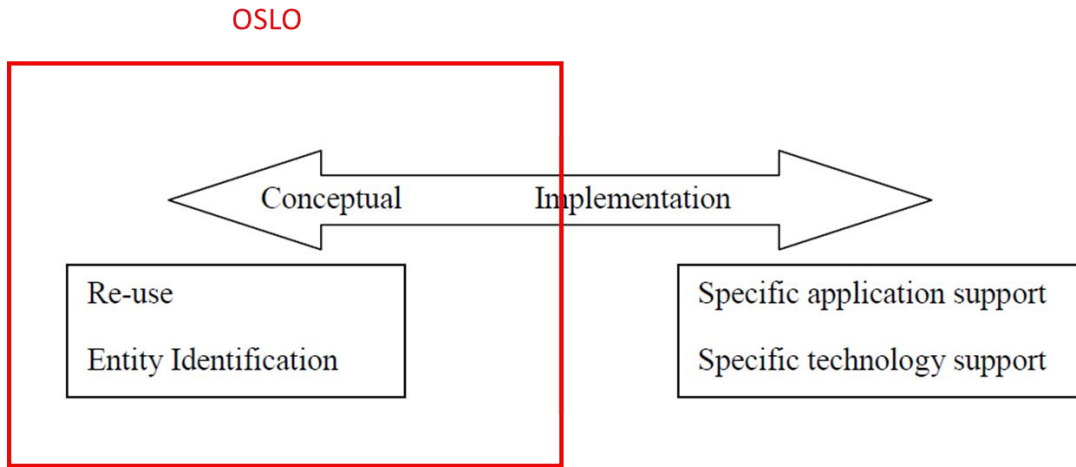 OSLO
Conceptual Implementation
Re-use
Entity Identification
Specific application support
Specific technology support